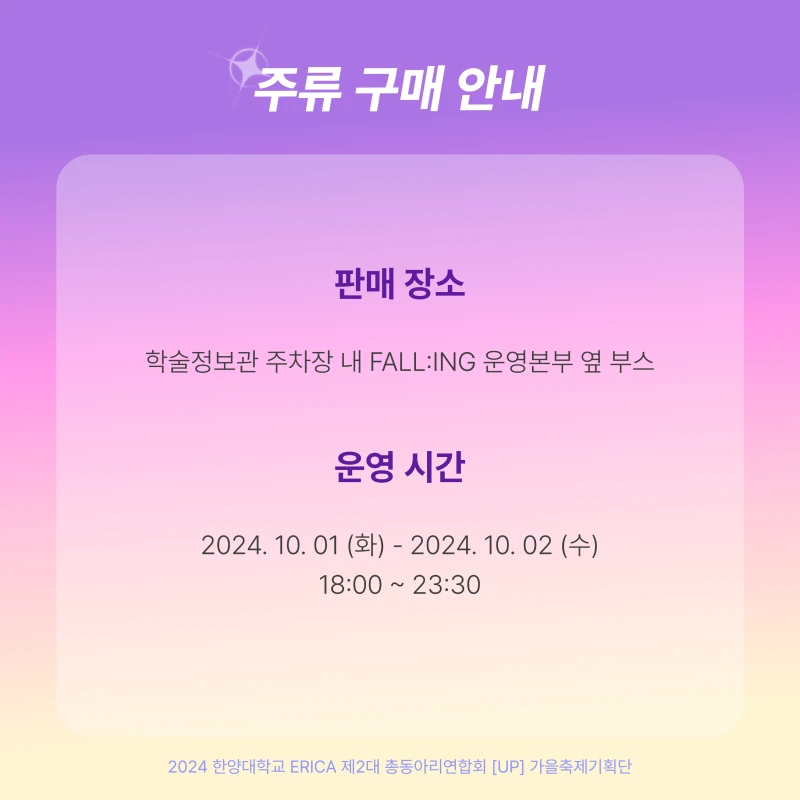 주류 구매 안내
판매 장소
학술정보관 주차장 내 FALL:ING 운영본부 옆 부스
운영 시간
2024. 10. 01 (화) - 2024. 10. 02 (수)
18:00 ~ 23:30
2024 한양대학교 ERICA 제2대 총동아리연합회 [UP] 가을축제기획단